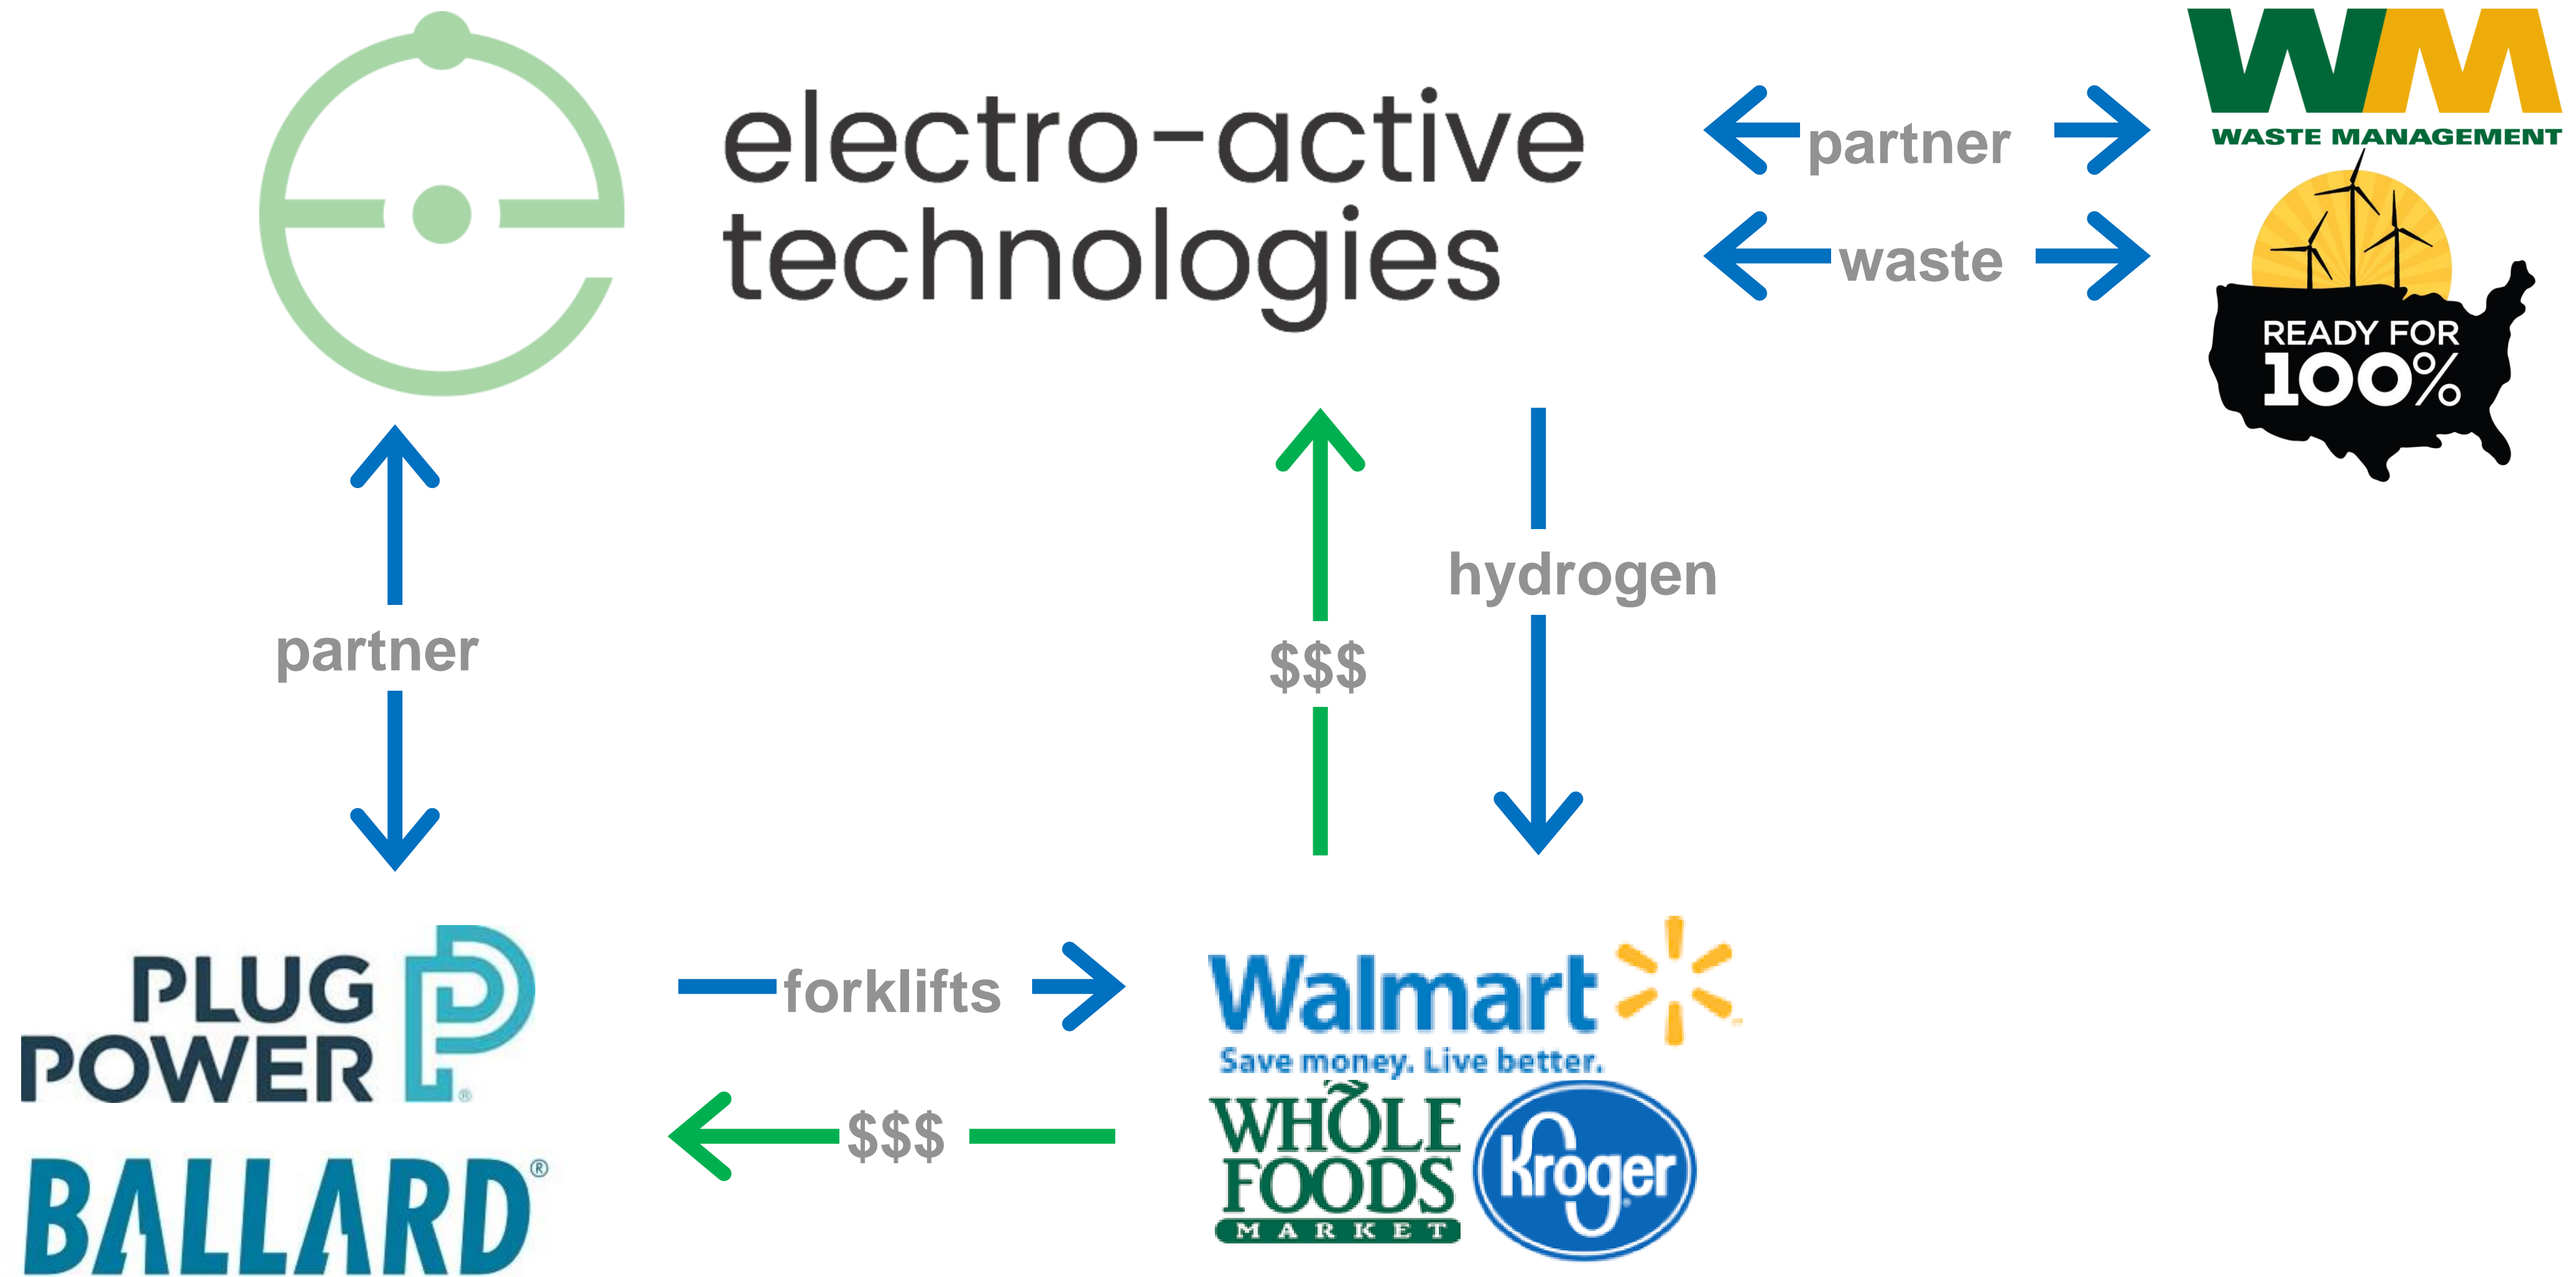 electro-active
technologies
partner
waste
WM
WASTE MANAGEMENT
READY FOR
100%
hydrogen
$$$
partner
PLUG
POWER
®
BALLARD®
forklifts
$$$
Walmart
Save money. Live better.
WHOLE
FOODS
MARKET
Kroger